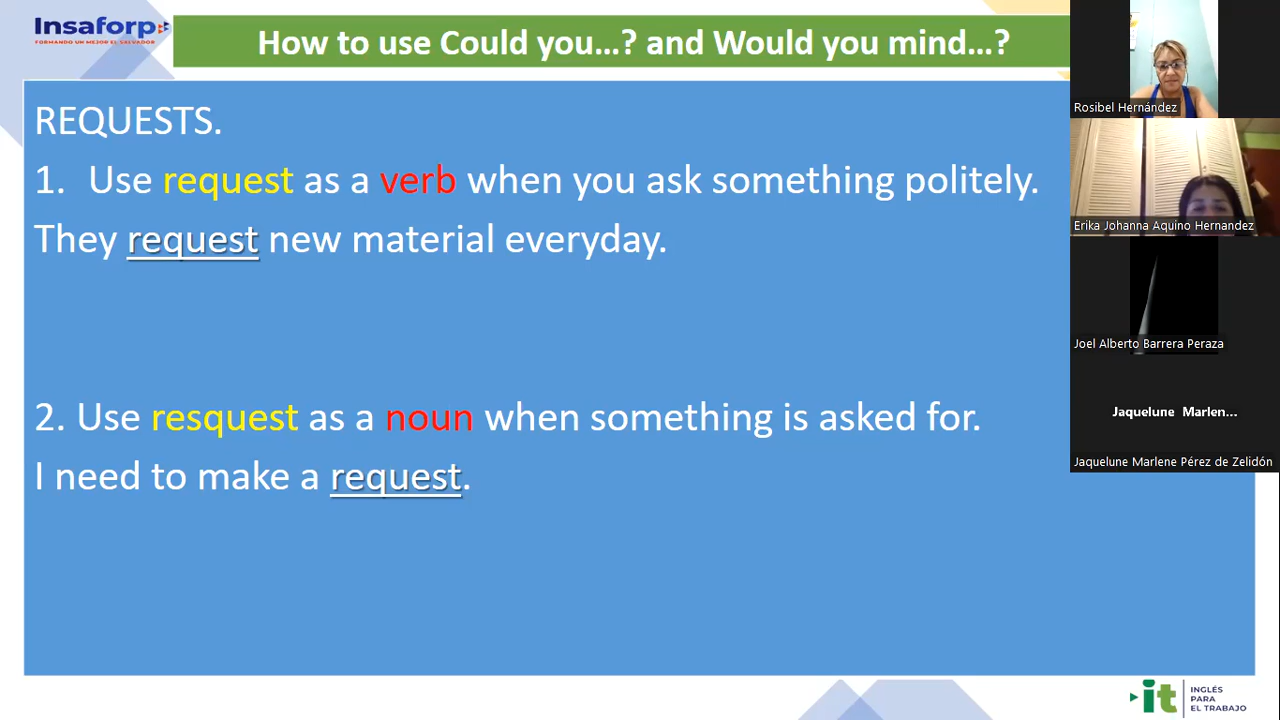 Insaforp
FORMANDO UN MEJOR EL SALVADOR
How to use Could you…? and Would you mind…?
REQUESTS.
1. Use request as a verb when you ask something politely.
They request new material everyday.
2. Use resquest as a noun when something is asked for.
I need to make a request.
Rosibel Hernández
Erika Johanna Aquino Hernandez
Joel Alberto Barrera Peraza
Jaquelune Marlen...
Jaquelune Marlene Pérez de Zelidón
it
INGLÉS
PARA
EL TRABAJO